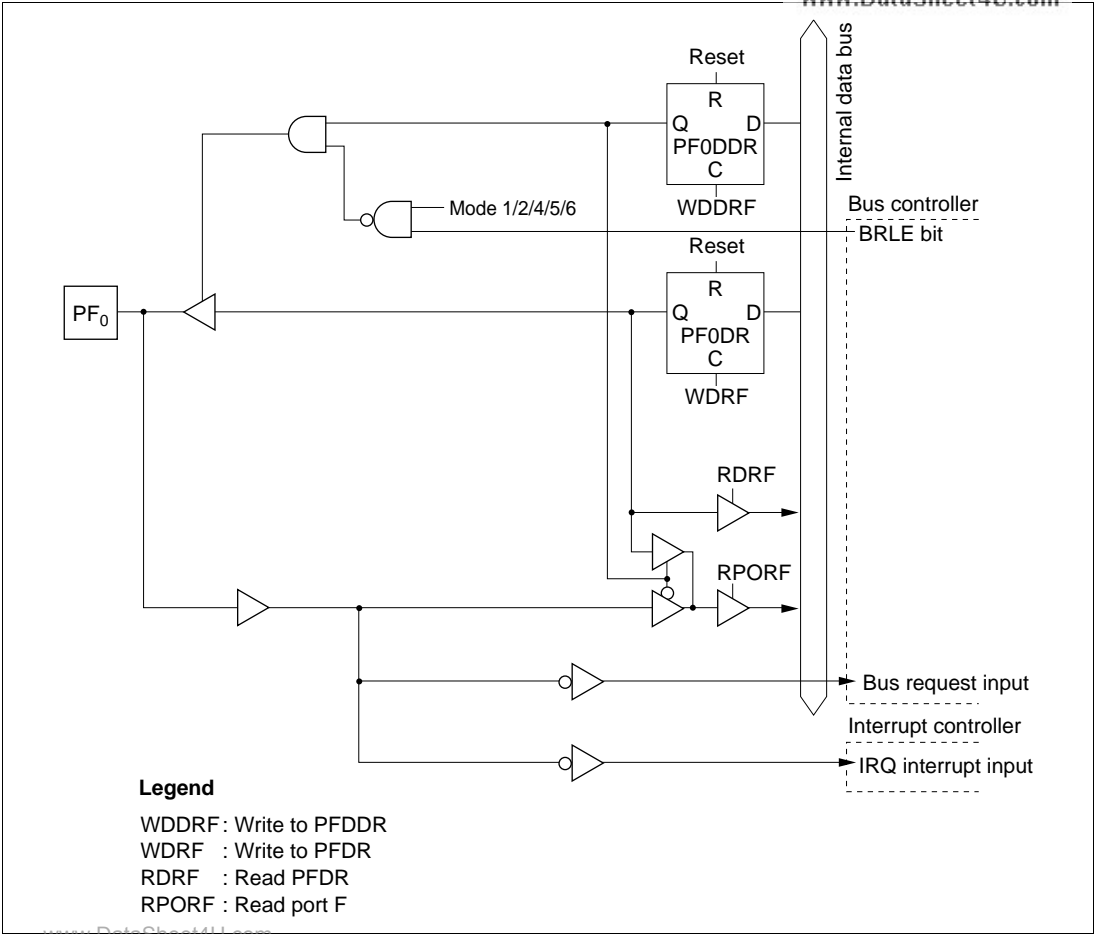 Reset
R
Q D
PF0DDR
C
WDDRF
Internal data bus
Mode 1/2/4/5/6
Bus controller
BRLE bit
Reset
R
Q D
PF0DR
C
WDRF
PF0
RDRF
RPORF
Bus request input
Interrupt controller
IRQ interrupt input
Legend
WDDRF : Write to PFDDR
WDRF : Write to PFDR
RDRF : Read PFDR
RPORF : Read port F